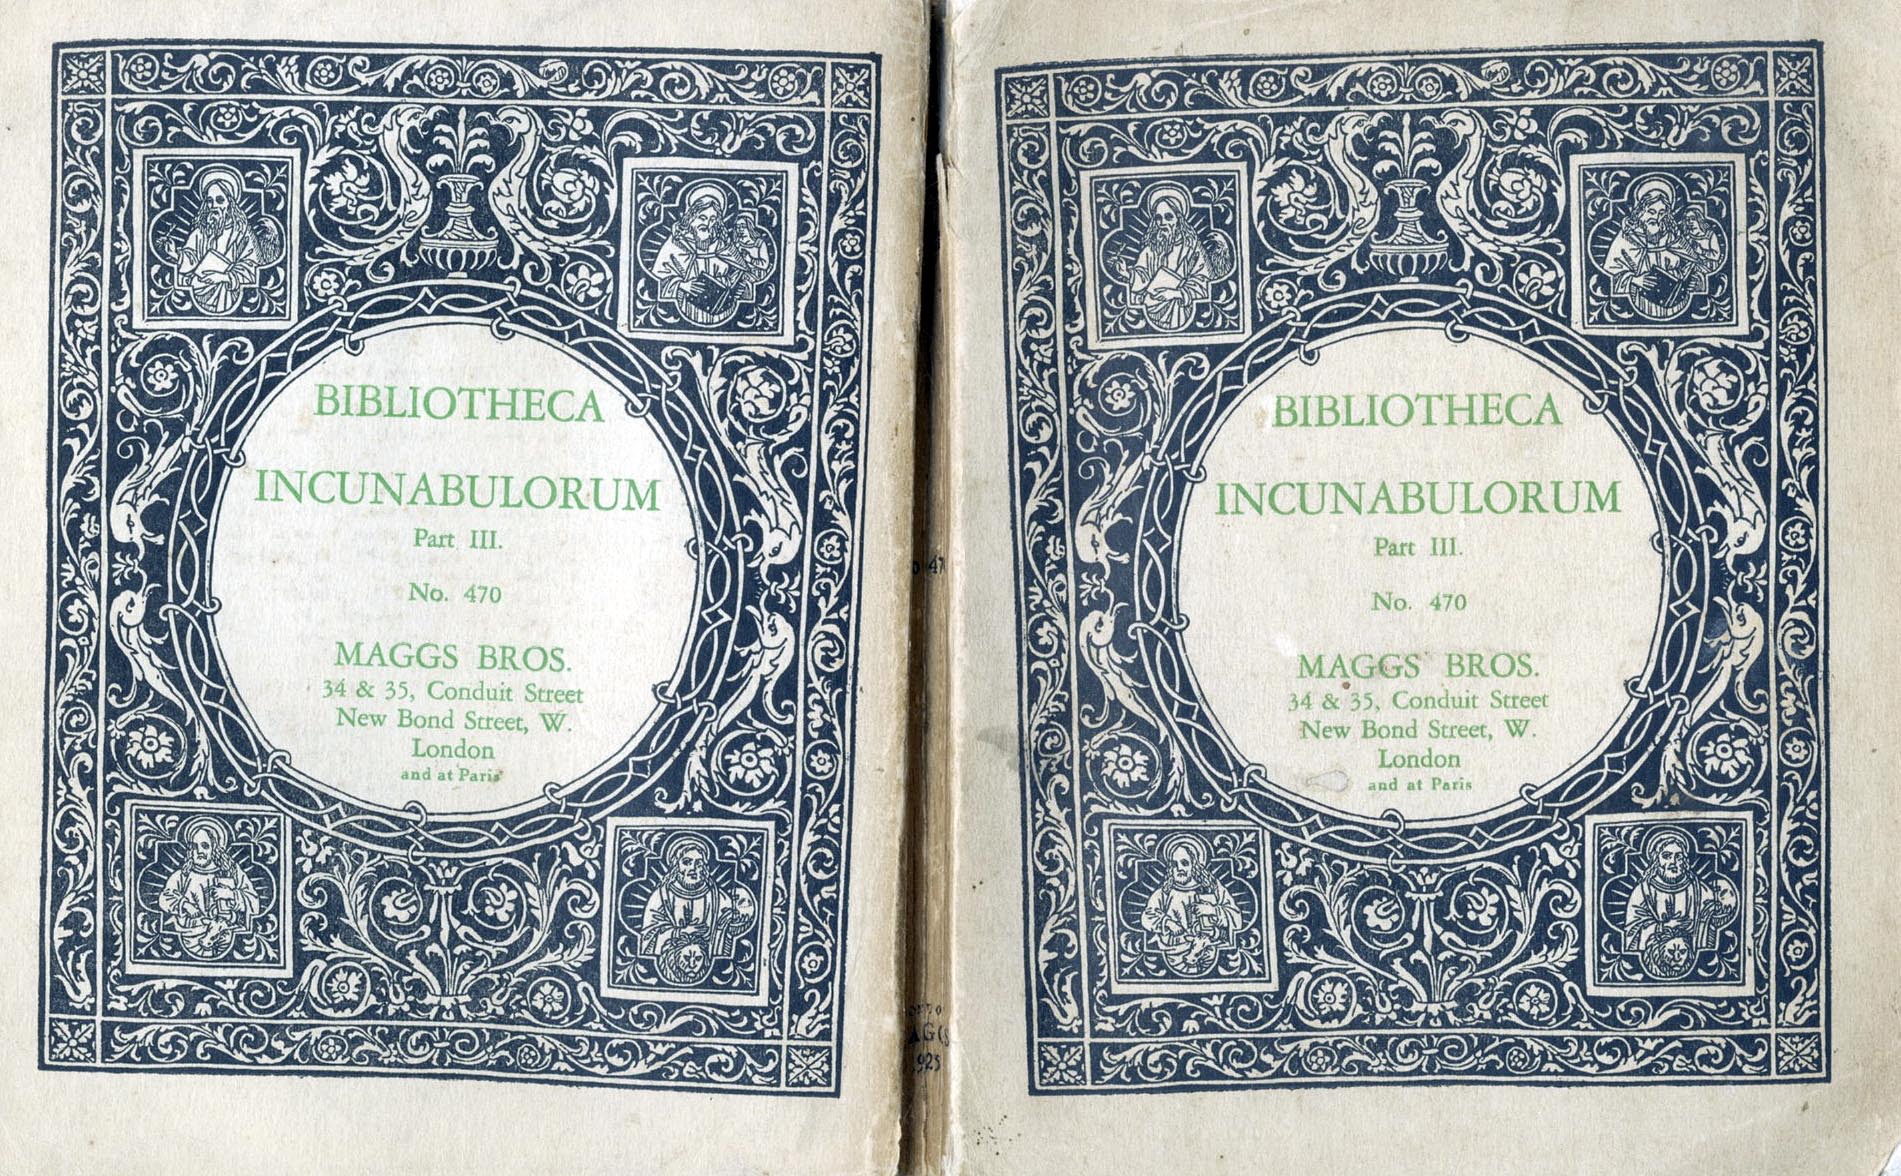 BIBLIOTHECA
INCUNABULORUM
Part III.
No. 470
MAGGS BROS.
34 & 35, Conduit Street
New Bond Street, W.
London
and at Paris
BIBLIOTHECA
INCUNABULORUM
Part III.
No. 470
MAGGS BROS.
34 & 35, Conduit Street
New Bond Street, W.
London
and at Paris